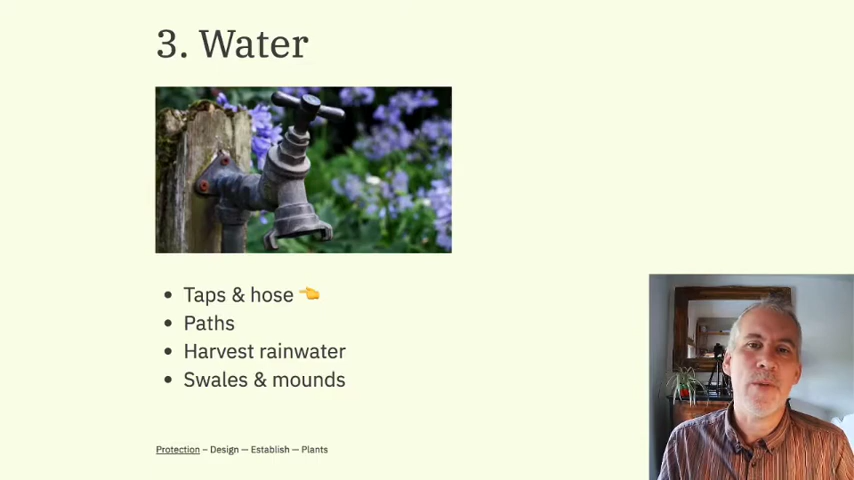 3. Water
Taps & hose 👈
Paths
Harvest rainwater
Swales & mounds
Protection – Design — Establish — Plants